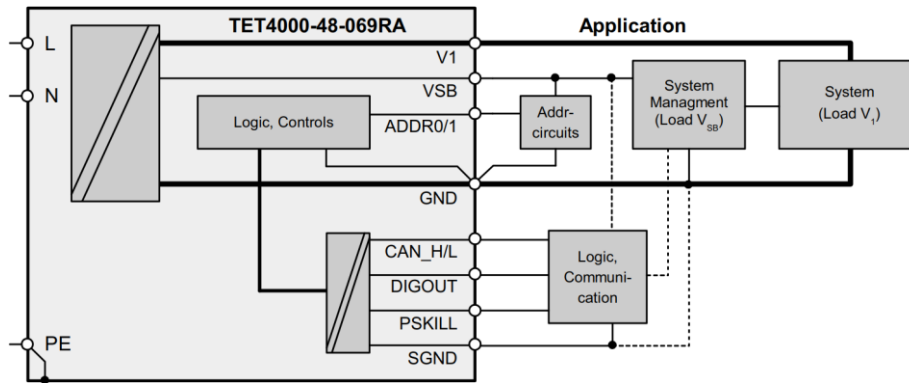 TET4000-48-069RA
Application
L
N
PE
V1
VSB
ADDR0/1
Logic, Controls
GND
CAN_H/L
DIGOUT
PSKILL
SGND
Addr-
circuits
System
Managment
(Load VSB)
System
(Load V1)
Logic,
Communi-
cation